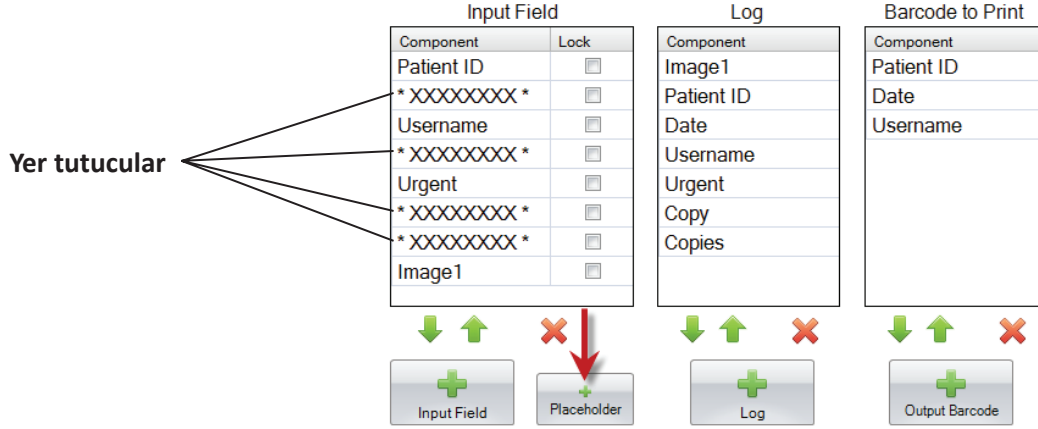 Input Field Log Barcode to Print
Component Lock Component Component
Patient ID Image1 Patient ID
* XXXXXXXX * Patient ID Date
Username Date Username
Yer tutucular * XXXXXXXX * Username
Urgent Urgent
* XXXXXXXX * Copy
* XXXXXXXX * Copies
Image1
Input Field Placeholder Log Output Barcode